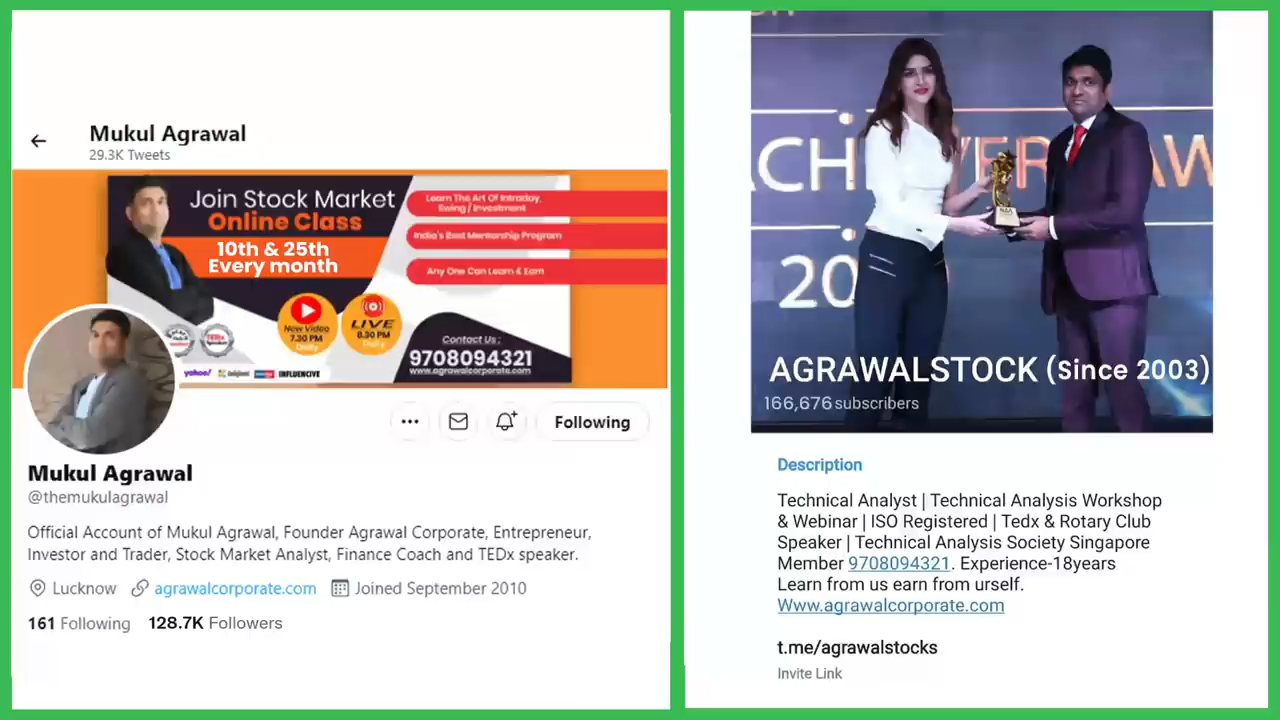 Mukul Agrawal
29.3K Tweets
Join Stock Market
Online Class
10th & 25th
Every month
Learn The Art Of Intraday,
Swing / Investment
India's Best Mentorship Program
Any One Can Learn & Earn
New Video
7.30 PM
Daily
LIVE
8.30 PM
Daily
Contact Us :
9708094321
www.agrawalcorporate.com
TEDx
yahoo!
INFLUENCIVE
Following
Mukul Agrawal
@themukulagrawal
Official Account of Mukul Agrawal, Founder Agrawal Corporate, Entrepreneur,
Investor and Trader, Stock Market Analyst, Finance Coach and TEDx speaker.
Lucknow agrawalcorporate.com Joined September 2010
161 Following 128.7K Followers
ACHIEVER AW
20
AGRAWALSTOCK (Since 2003)
166,676 subscribers
Description
Technical Analyst | Technical Analysis Workshop
& Webinar | ISO Registered | Tedx & Rotary Club
Speaker | Technical Analysis Society Singapore
Member 9708094321. Experience-18years
Learn from us earn from urself.
Www.agrawalcorporate.com
t.me/agrawalstocks
Invite Link